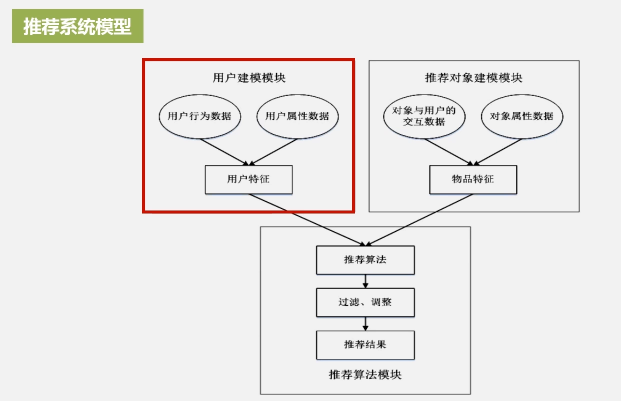 推荐系统模型
用户建模模块
推荐对象建模模块
用户行为数据
用户属性数据
对象与用户的
交互数据
对象属性数据
用户特征
物品特征
推荐算法
过滤、调整
推荐结果
推荐算法模块